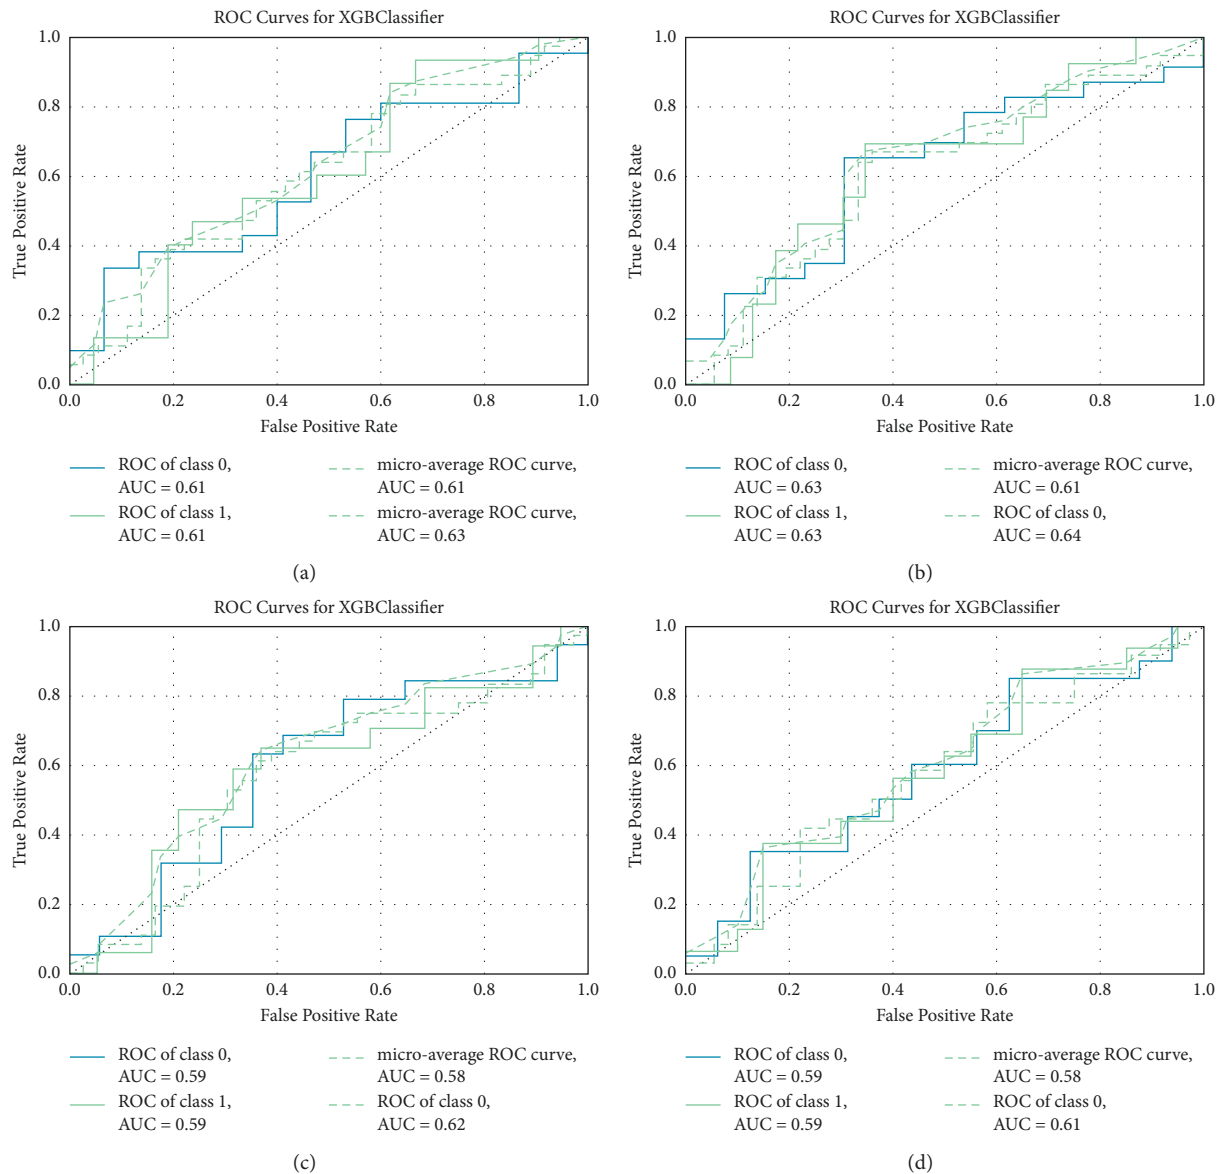 ROC Curves for XGBClassifier
1.0
0.8
0.6
0.4
0.2
0.0
True Positive Rate
0.0 0.2 0.4 0.6 0.8 1.0
False Positive Rate
ROC of class 0,
AUC = 0.61
ROC of class 1,
AUC = 0.61
micro-average ROC curve,
AUC = 0.61
micro-average ROC curve,
AUC = 0.63
(a)
ROC Curves for XGBClassifier
1.0
0.8
0.6
0.4
0.2
0.0
True Positive Rate
0.0 0.2 0.4 0.6 0.8 1.0
False Positive Rate
ROC of class 0,
AUC = 0.63
ROC of class 1,
AUC = 0.63
micro-average ROC curve,
AUC = 0.61
ROC of class 0,
AUC = 0.64
(b)
ROC Curves for XGBClassifier
1.0
0.8
0.6
0.4
0.2
0.0
True Positive Rate
0.0 0.2 0.4 0.6 0.8 1.0
False Positive Rate
ROC of class 0,
AUC = 0.59
ROC of class 1,
AUC = 0.59
micro-average ROC curve,
AUC = 0.58
ROC of class 0,
AUC = 0.62
(c)
ROC Curves for XGBClassifier
1.0
0.8
0.6
0.4
0.2
0.0
True Positive Rate
0.0 0.2 0.4 0.6 0.8 1.0
False Positive Rate
ROC of class 0,
AUC = 0.59
ROC of class 1,
AUC = 0.59
micro-average ROC curve,
AUC = 0.58
ROC of class 0,
AUC = 0.61
(d)